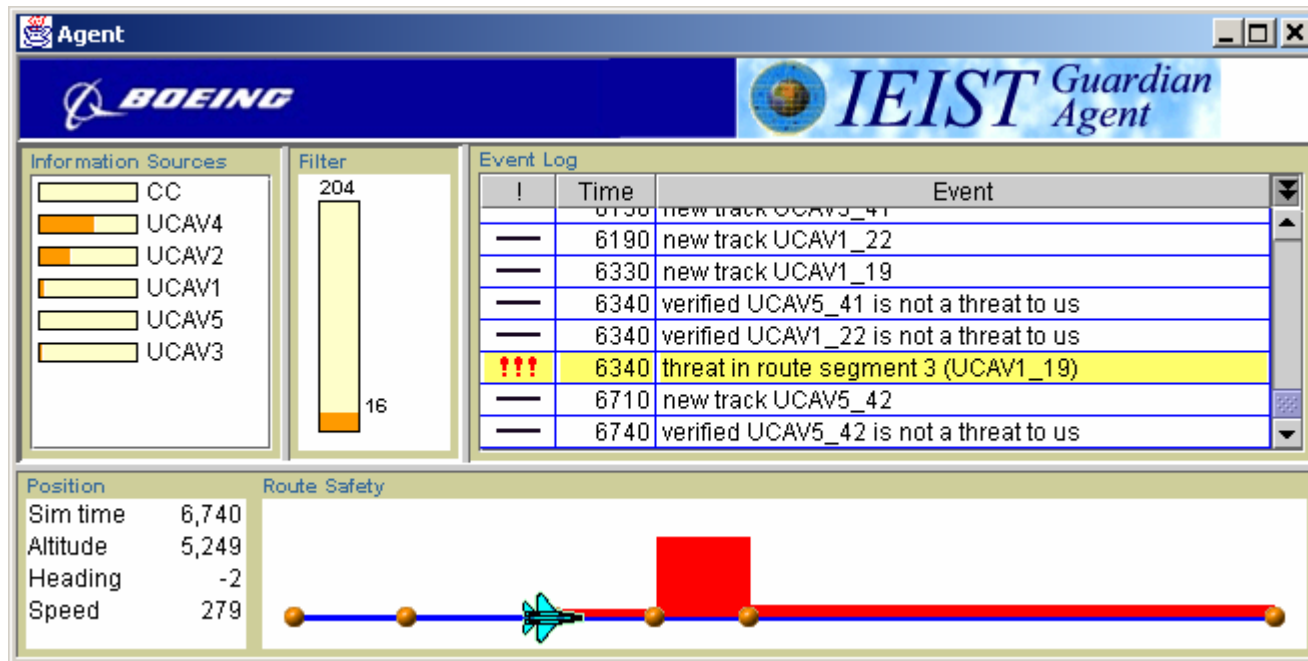 Agent
BOEING
IEIST Guardian Agent
Information Sources
CC
UCAV4
UCAV2
UCAV1
UCAV5
UCAV3
Filter
204
16
Event Log
! Time Event
new track UCAV5_41
6190 new track UCAV1_22
6330 new track UCAV1_19
6340 verified UCAV5_41 is not a threat to us
6340 verified UCAV1_22 is not a threat to us
!!! 6340 threat in route segment 3 (UCAV1_19)
6710 new track UCAV5_42
6740 verified UCAV5_42 is not a threat to us
Position
Sim time 6,740
Altitude 5,249
Heading -2
Speed 279
Route Safety